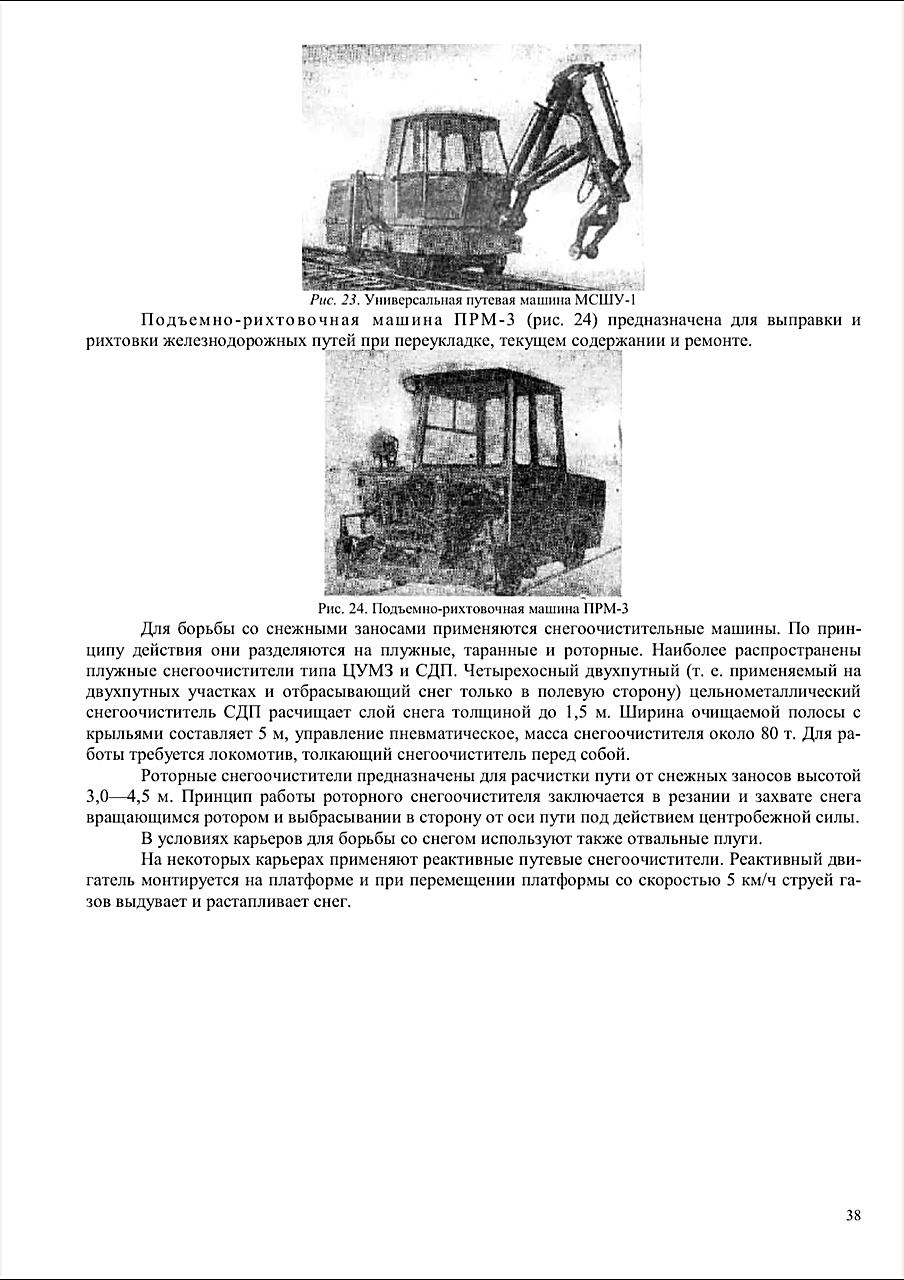 Рис. 23. Универсальная путевая машина МСШУ-1
Подъемно-рихтовочная машина ПРМ-3 (рис. 24) предназначена для выправки и
рихтовки железнодорожных путей при переукладке, текущем содержании и ремонте.
Рис. 24. Подъемно-рихтовочная машина ПРМ-3
Для борьбы со снежными заносами применяются снегоочистительные машины. По прин-
ципу действия они разделяются на плужные, таранные и роторные. Наиболее распространены
плужные снегоочистители типа ЦУМЗ и СДП. Четырехосный двухпутный (т. е. применяемый на
двухпутных участках и отбрасывающий снег только в полевую сторону) цельнометаллический
снегоочиститель СДП расчищает слой снега толщиной до 1,5 м. Ширина очищаемой полосы с
крыльями составляет 5 м, управление пневматическое, масса снегоочистителя около 80 т. Для ра-
боты требуется локомотив, толкающий снегоочиститель перед собой.
Роторные снегоочистители предназначены для расчистки пути от снежных заносов высотой
3,0—4,5 м. Принцип работы роторного снегоочистителя заключается в резании и захвате снега
вращающимся ротором и выбрасывании в сторону от оси пути под действием центробежной силы.
В условиях карьеров для борьбы со снегом используют также отвальные плуги.
На некоторых карьерах применяют реактивные путевые снегоочистители. Реактивный дви-
гатель монтируется на платформе и при перемещении платформы со скоростью 5 км/ч струей га-
зов выдувает и растапливает снег.
38